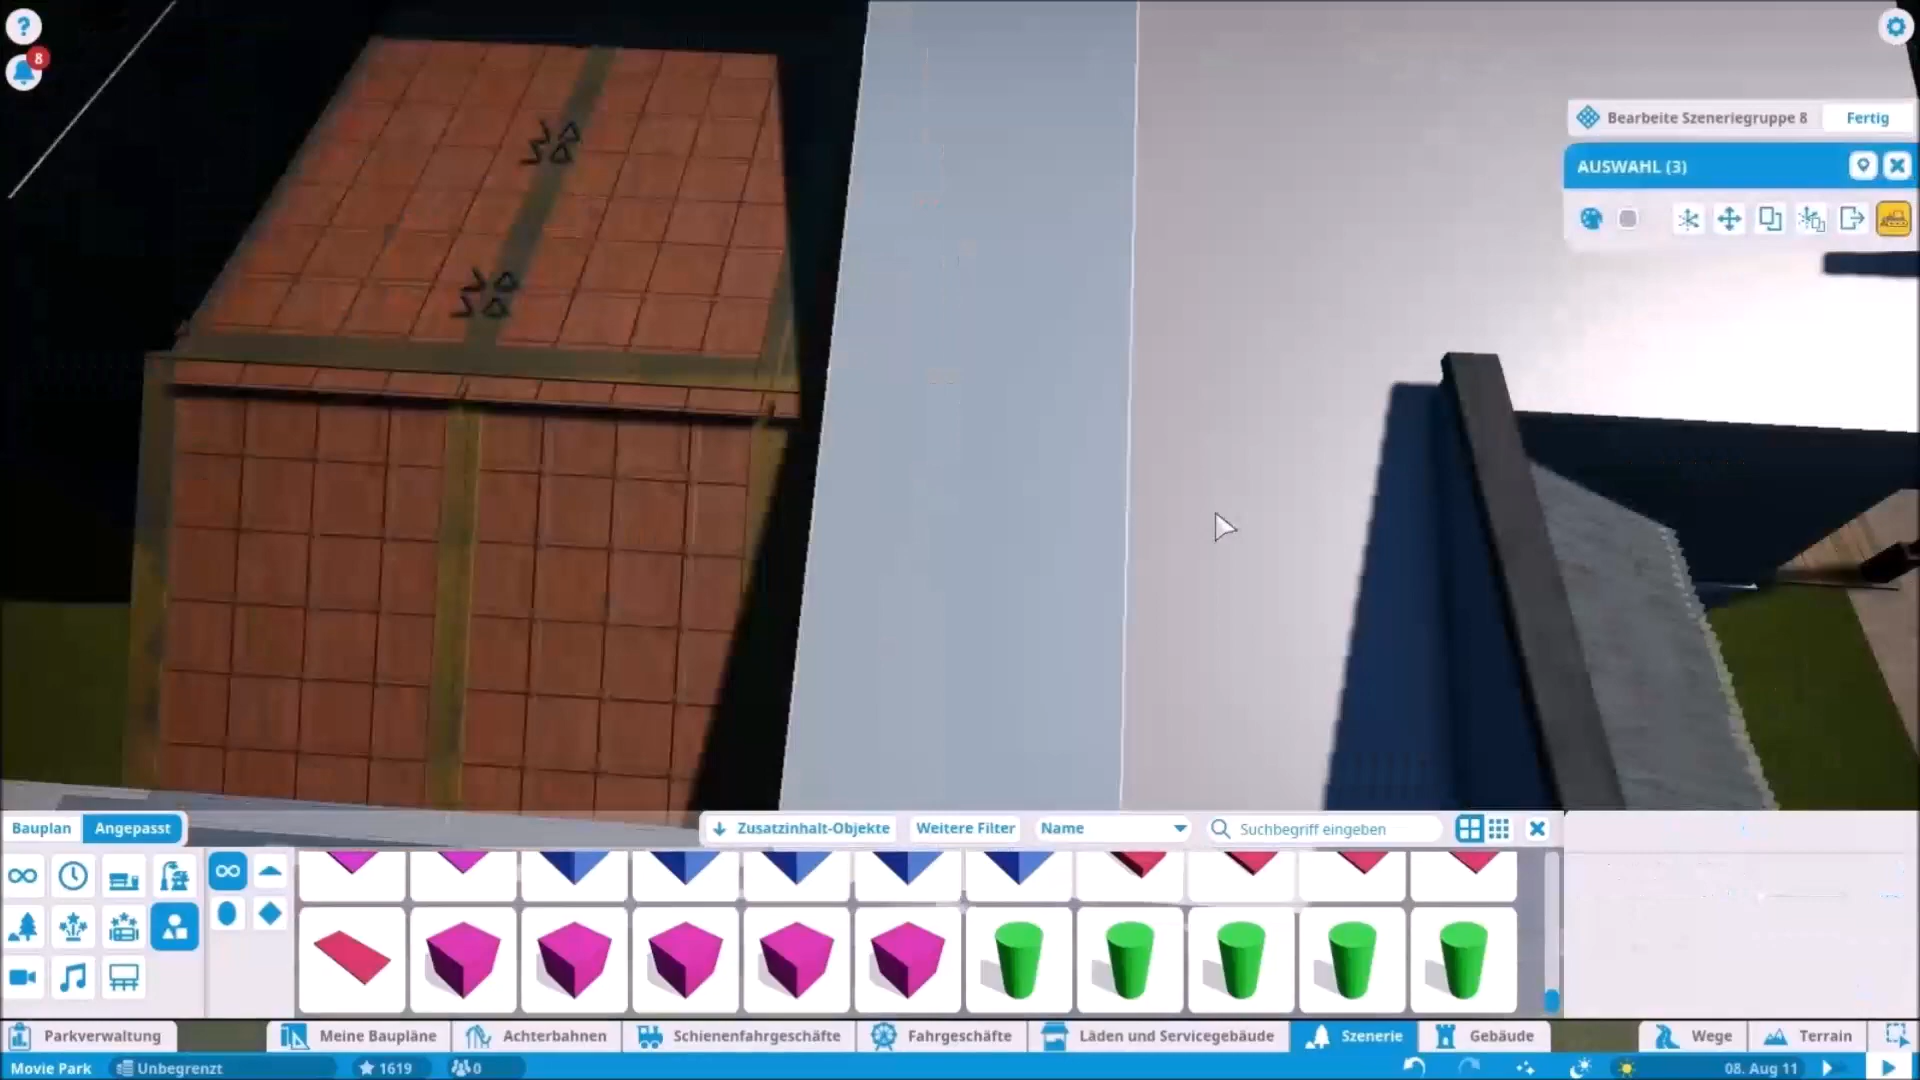 ?
8
Bearbeite Szeneriegruppe 8 Fertig
AUSWAHL (3)
Bauplan Angepasst Zusatzinhalt-Objekte Weitere Filter Name Suchbegriff eingeben
Parkverwaltung Meine Baupläne Achterbahnen Schienenfahrgeschäfte Fahrgeschäfte Läden und Servicegebäude Szenerie Gebäude Wege Terrain
Movie Park Unbegrenzt 1619 0 08. Aug 11